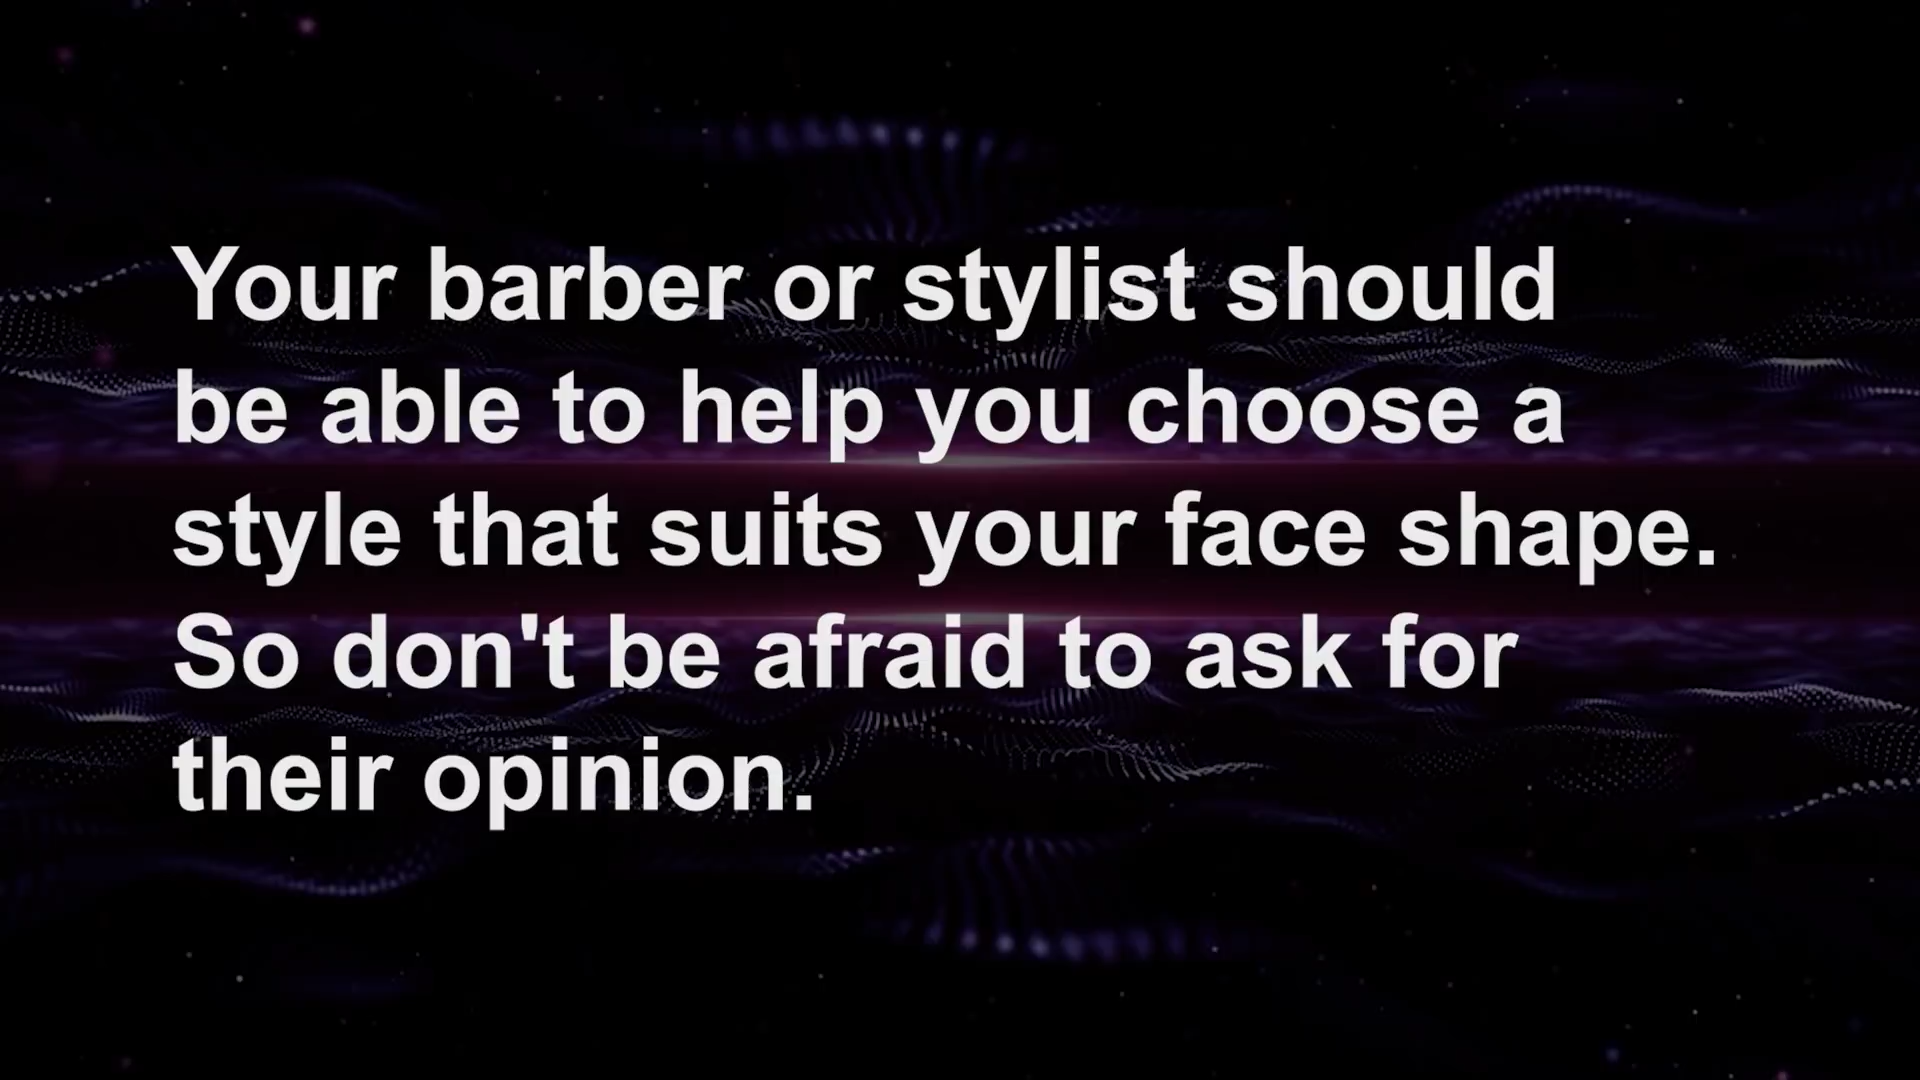 Your barber or stylist should
be able to help you choose a
style that suits your face shape.
So don't be afraid to ask for
their opinion.